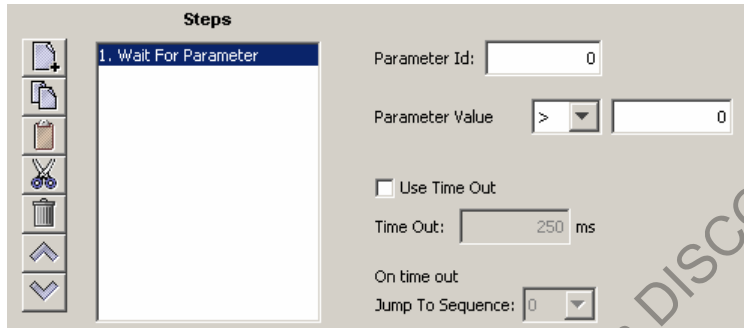 Steps
1. Wait For Parameter
Parameter Id: 0
Parameter Value > 0
Use Time Out
Time Out: 250 ms
On time out
Jump To Sequence: 0
DISCO